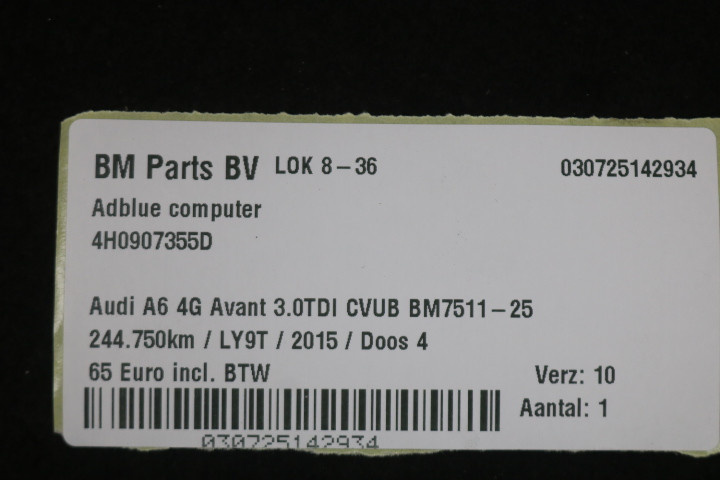 BM Parts BV LOK 8-36 030725142934
Adblue computer
4H0907355D
Audi A6 4G Avant 3.0TDI CVUB BM7511-25
244.750km / LY9T / 2015 / Doos 4
65 Euro incl. BTW Verz: 10
Aantal: 1
030725142934